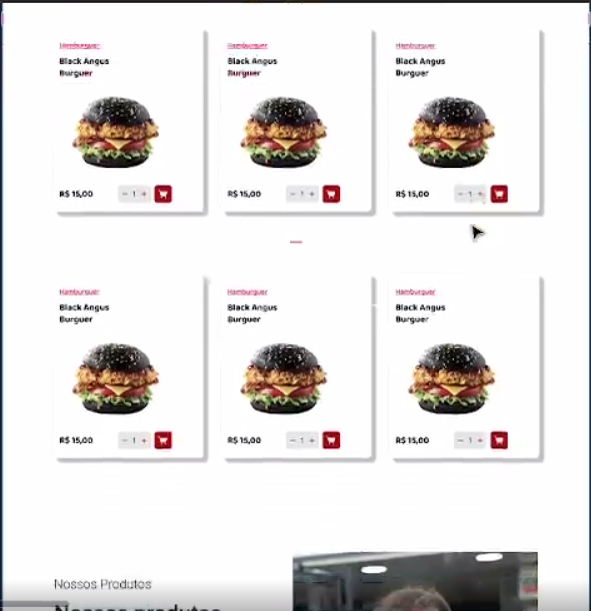 Hamburguer
Black Angus
Burguer
R$ 15,00
− 1 +
Hamburguer
Black Angus
Burguer
R$ 15,00
− 1 +
Hamburguer
Black Angus
Burguer
R$ 15,00
− 1 +
Hamburguer
Black Angus
Burguer
R$ 15,00
− 1 +
Hamburguer
Black Angus
Burguer
R$ 15,00
− 1 +
Hamburguer
Black Angus
Burguer
R$ 15,00
− 1 +
Nossos Produtos
Nossos produtos